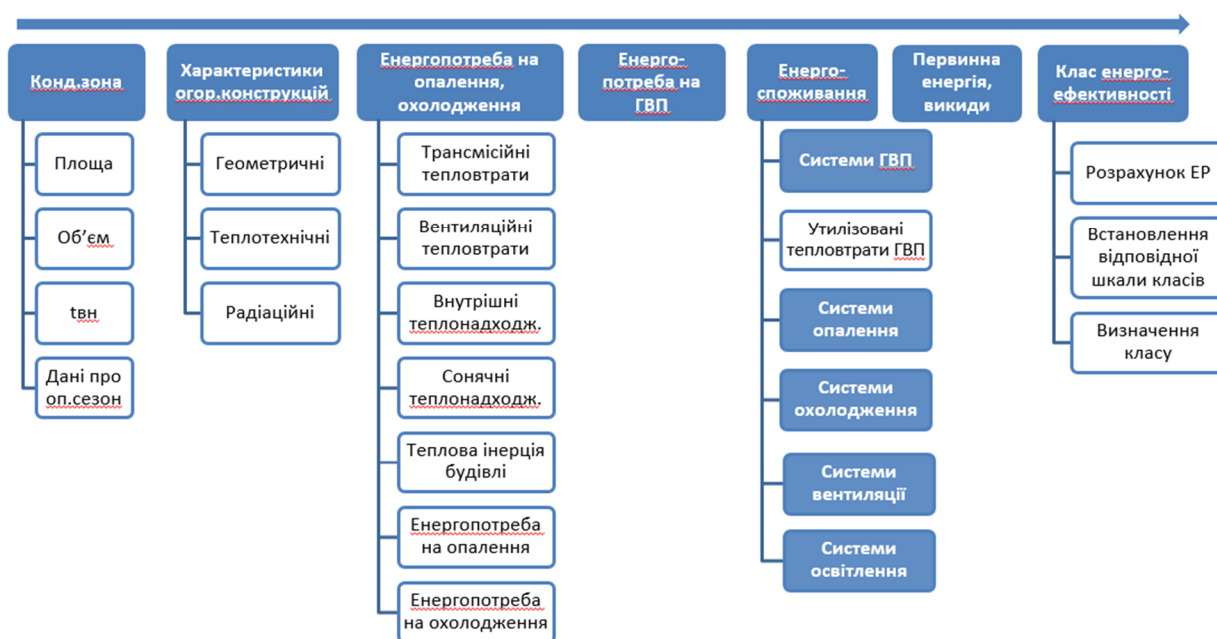 Конд.зона
Площа
Об’єм
tвн
Дані про
оп.сезон
Характеристики
огор.конструкцій
Геометричні
Теплотехнічні
Радіаційні
Енергопотреба на
опалення,
охолодження
Трансмісійні
тепловтрати
Вентиляційні
тепловтрати
Внутрішні
теплонадходж.
Сонячні
теплонадходж.
Теплова інерція
будівлі
Енергопотреба
на опалення
Енергопотреба
на охолодження
Енерго-
потреба на
ГВП
Енерго-
споживання
Системи ГВП
Утилізовані
тепловтрати ГВП
Системи
опалення
Системи
охолодження
Системи
вентиляції
Системи
освітлення
Первинна
енергія,
викиди
Клас енерго-
ефективності
Розрахунок ЕР
Встановлення
відповідної
шкали класів
Визначення
класу